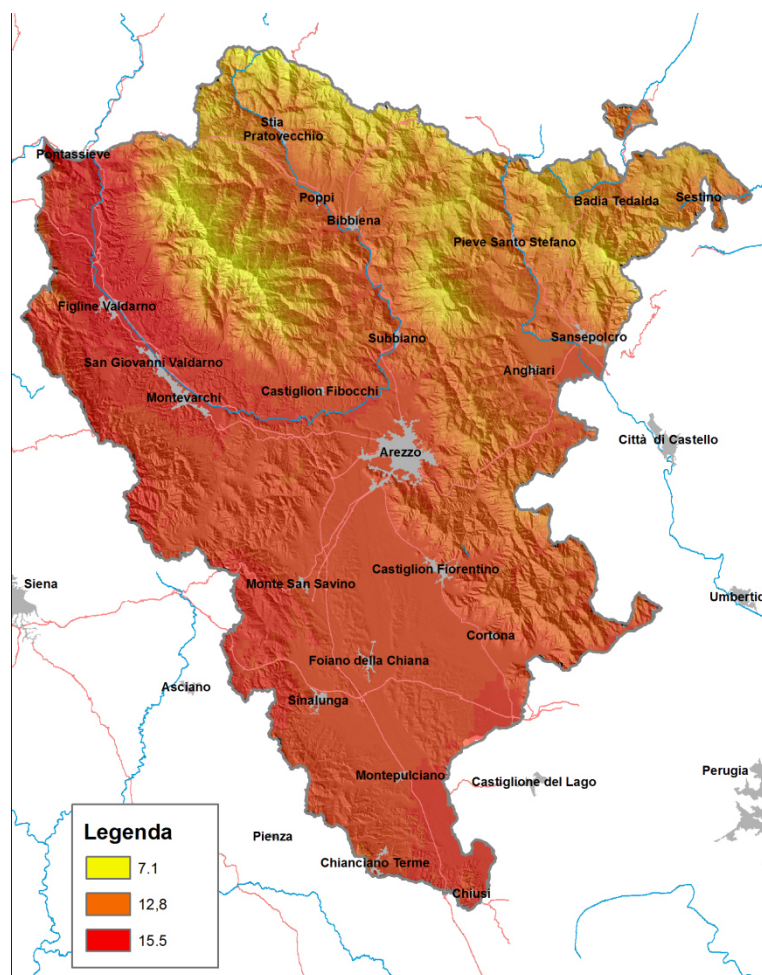 Stia
Pratovecchio
Pontassieve
Poppi
Bibbiena
Badia Tedalda
Sestino
Pieve Santo Stefano
Figline Valdarno
Subbiano
Sansepolcro
San Giovanni Valdarno
Anghiari
Castiglion Fibocchi
Montevarchi
Città di Castello
Arezzo
Castiglion Fiorentino
Siena
Monte San Savino
Umbertid
Cortona
Foiano della Chiana
Asciano
Sinalunga
Montepulciano
Castiglione del Lago
Perugia
Legenda
7.1
12,8
15.5
Pienza
Chianciano Terme
Chiusi